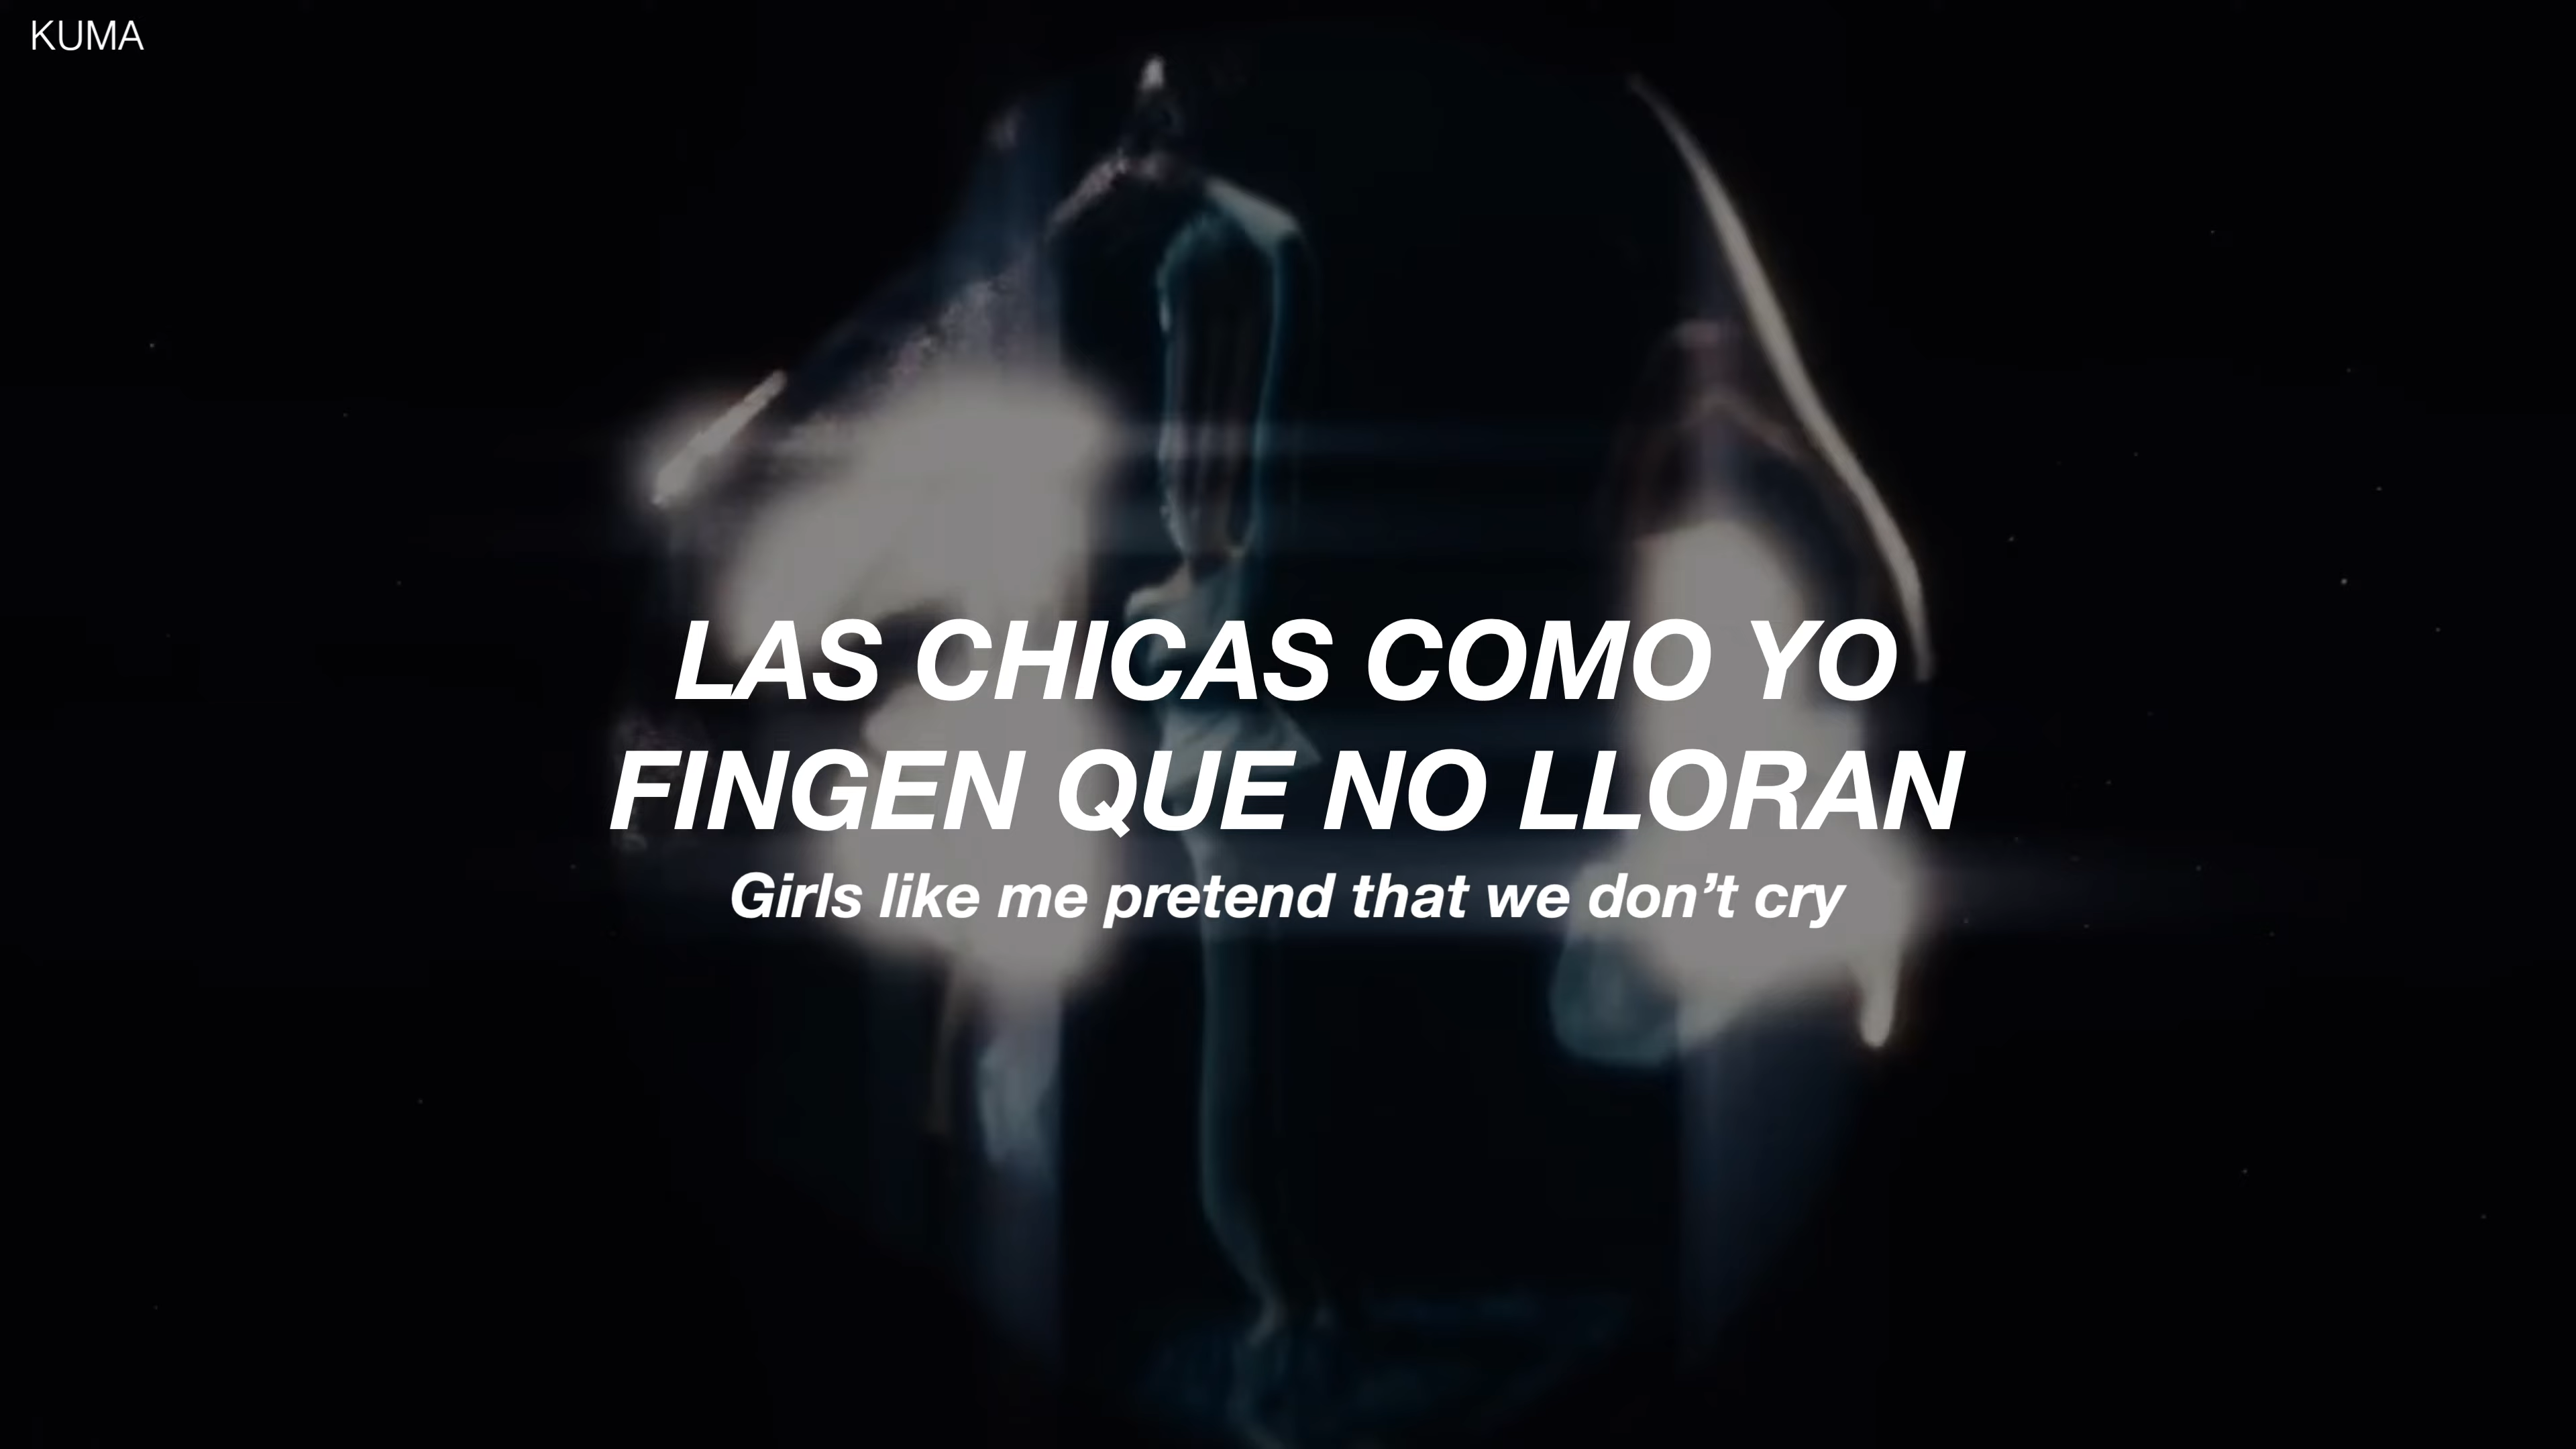 KUMA
LAS CHICAS COMO YO
FINGEN QUE NO LLORAN
Girls like me pretend that we don’t cry